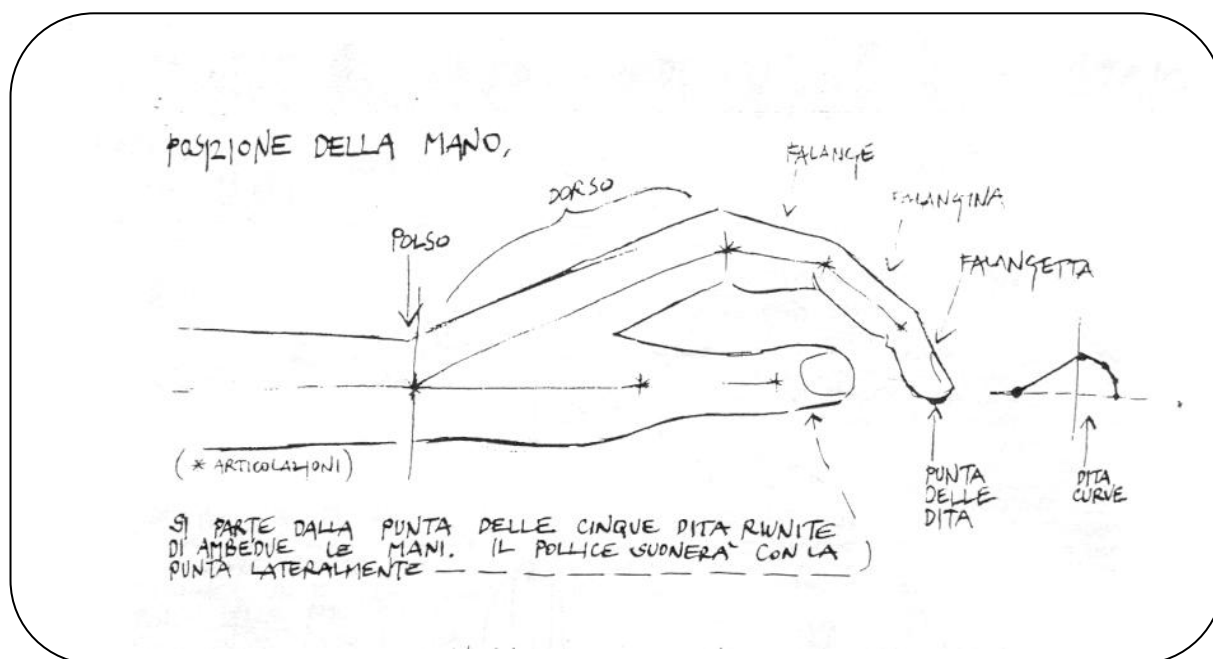 POSIZIONE DELLA MANO,
FALANGE
DORSO
FALANGINA
POLSO
FALANGETTA
(* ARTICOLAZIONI)
PUNTA
DELLE
DITA
DITA
CURVE
SI PARTE DALLA PUNTA DELLE CINQUE DITA RIUNITE
DI AMBEDUE LE MANI. IL POLLICE SUONERÀ CON LA
PUNTA LATERALMENTE